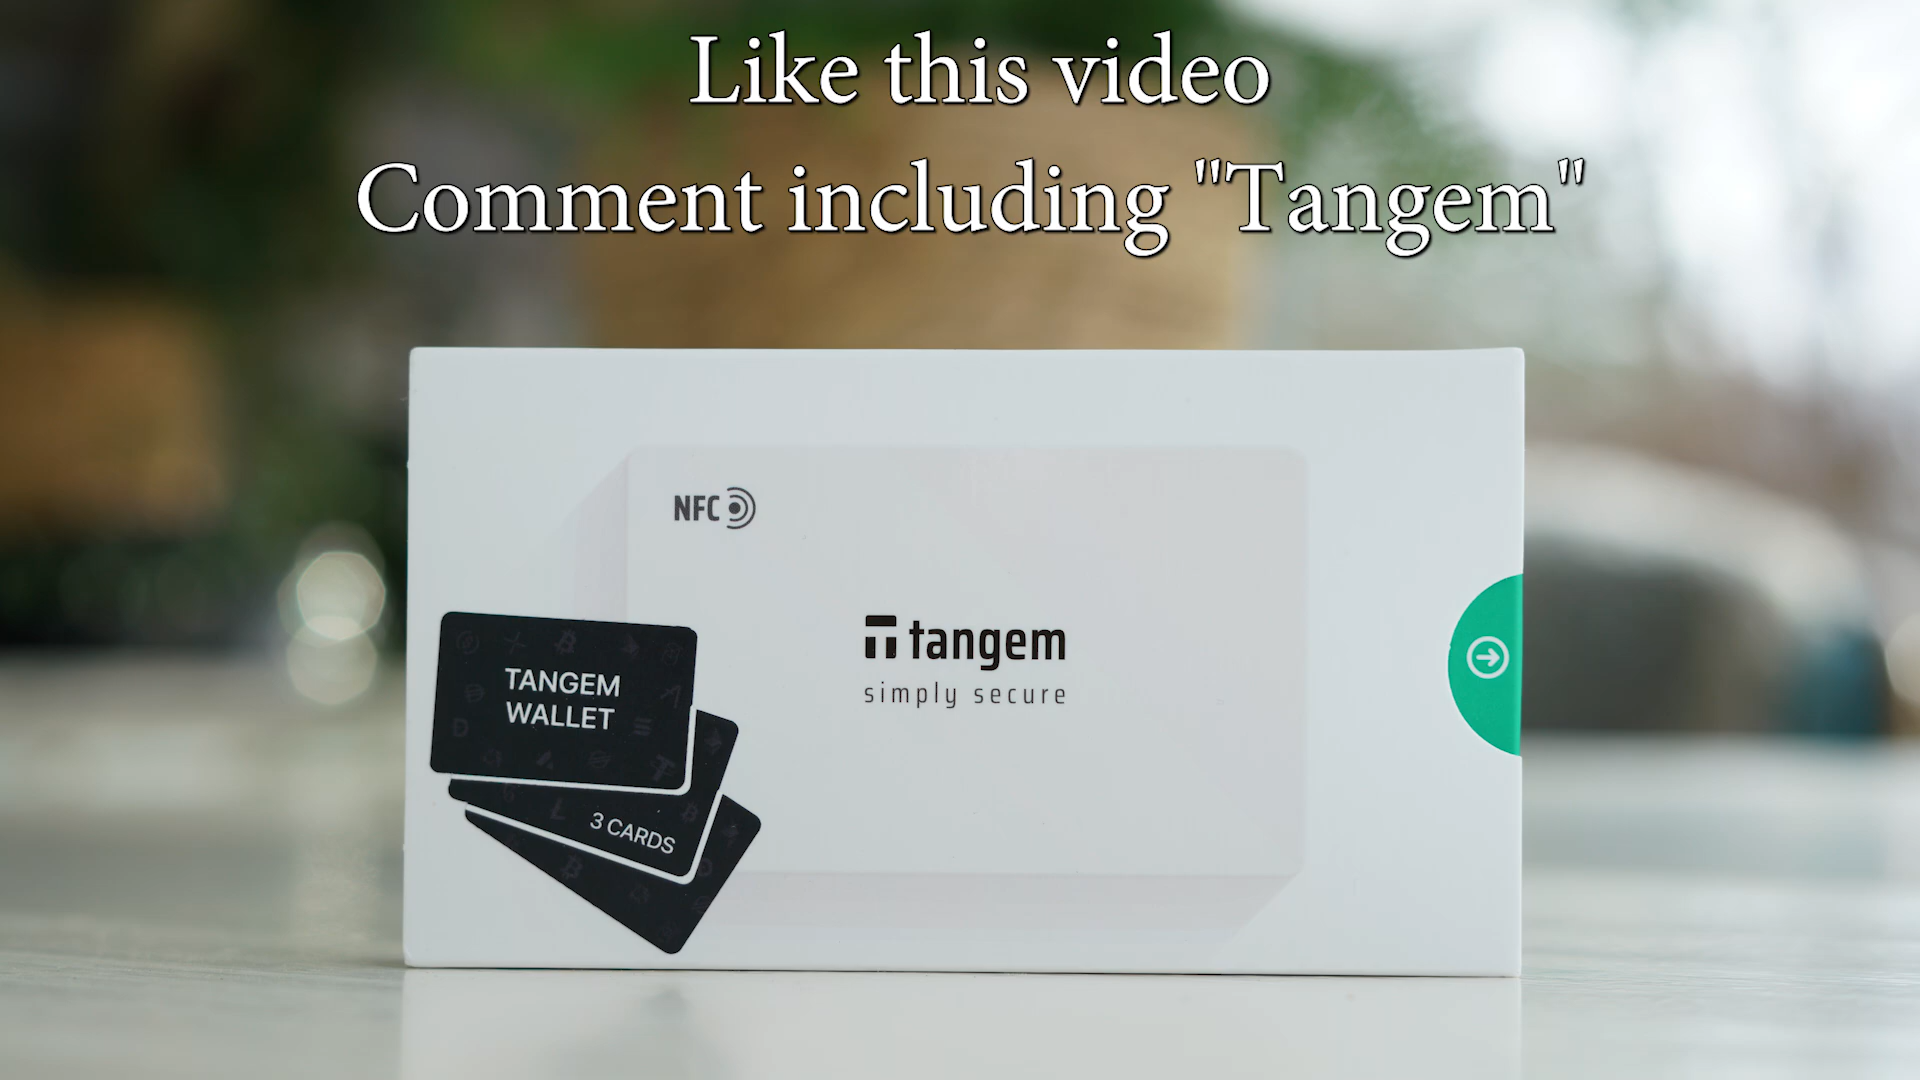 Like this video
Comment including "Tangem"
NFC
tangem
simply secure
TANGEM
WALLET
3 CARDS